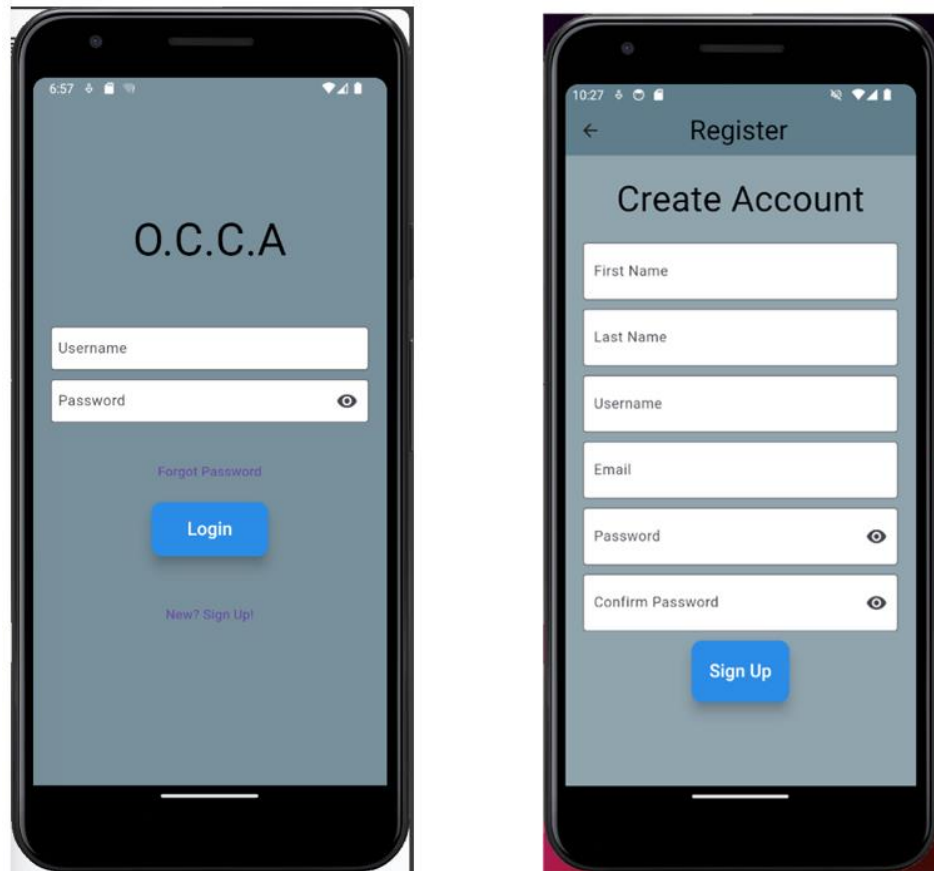 6:57
O.C.C.A
Username
Password
Forgot Password
Login
New? Sign Up!
10:27
Register
Create Account
First Name
Last Name
Username
Email
Password
Confirm Password
Sign Up